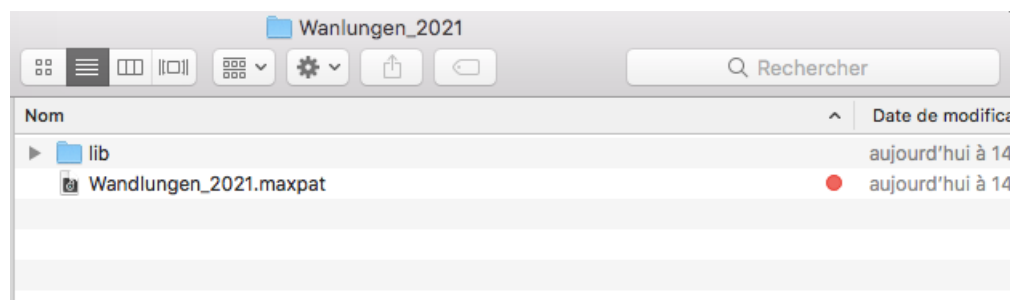 Wanlungen_2021
Rechercher
Nom Date de modifica
lib aujourd'hui à 14
Wandlungen_2021.maxpat aujourd'hui à 14